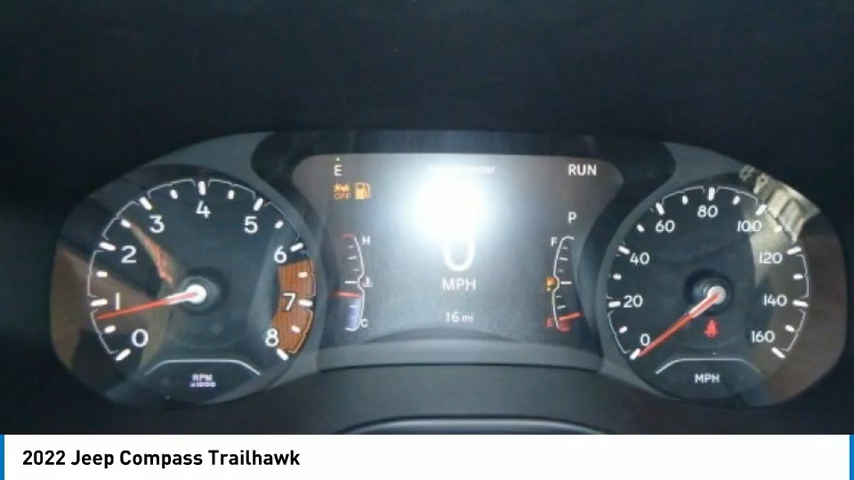 E
RUN
OFF
P
0 1 2 3 4 5 6 7 8
RPM
x1000
H
C
0
MPH
16 mi
F
E
0 20 40 60 80 100 120 140 160
MPH
2022 Jeep Compass Trailhawk